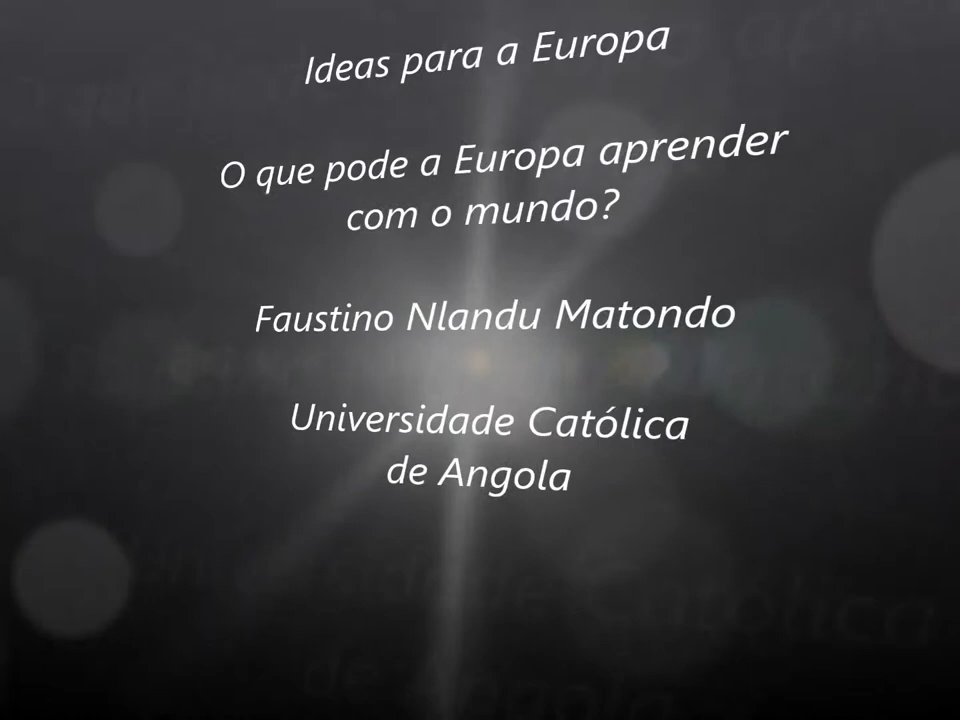 Ideas para a Europa
O que pode a Europa aprender
com o mundo?
Faustino Nlandu Matondo
Universidade Católica
de Angola